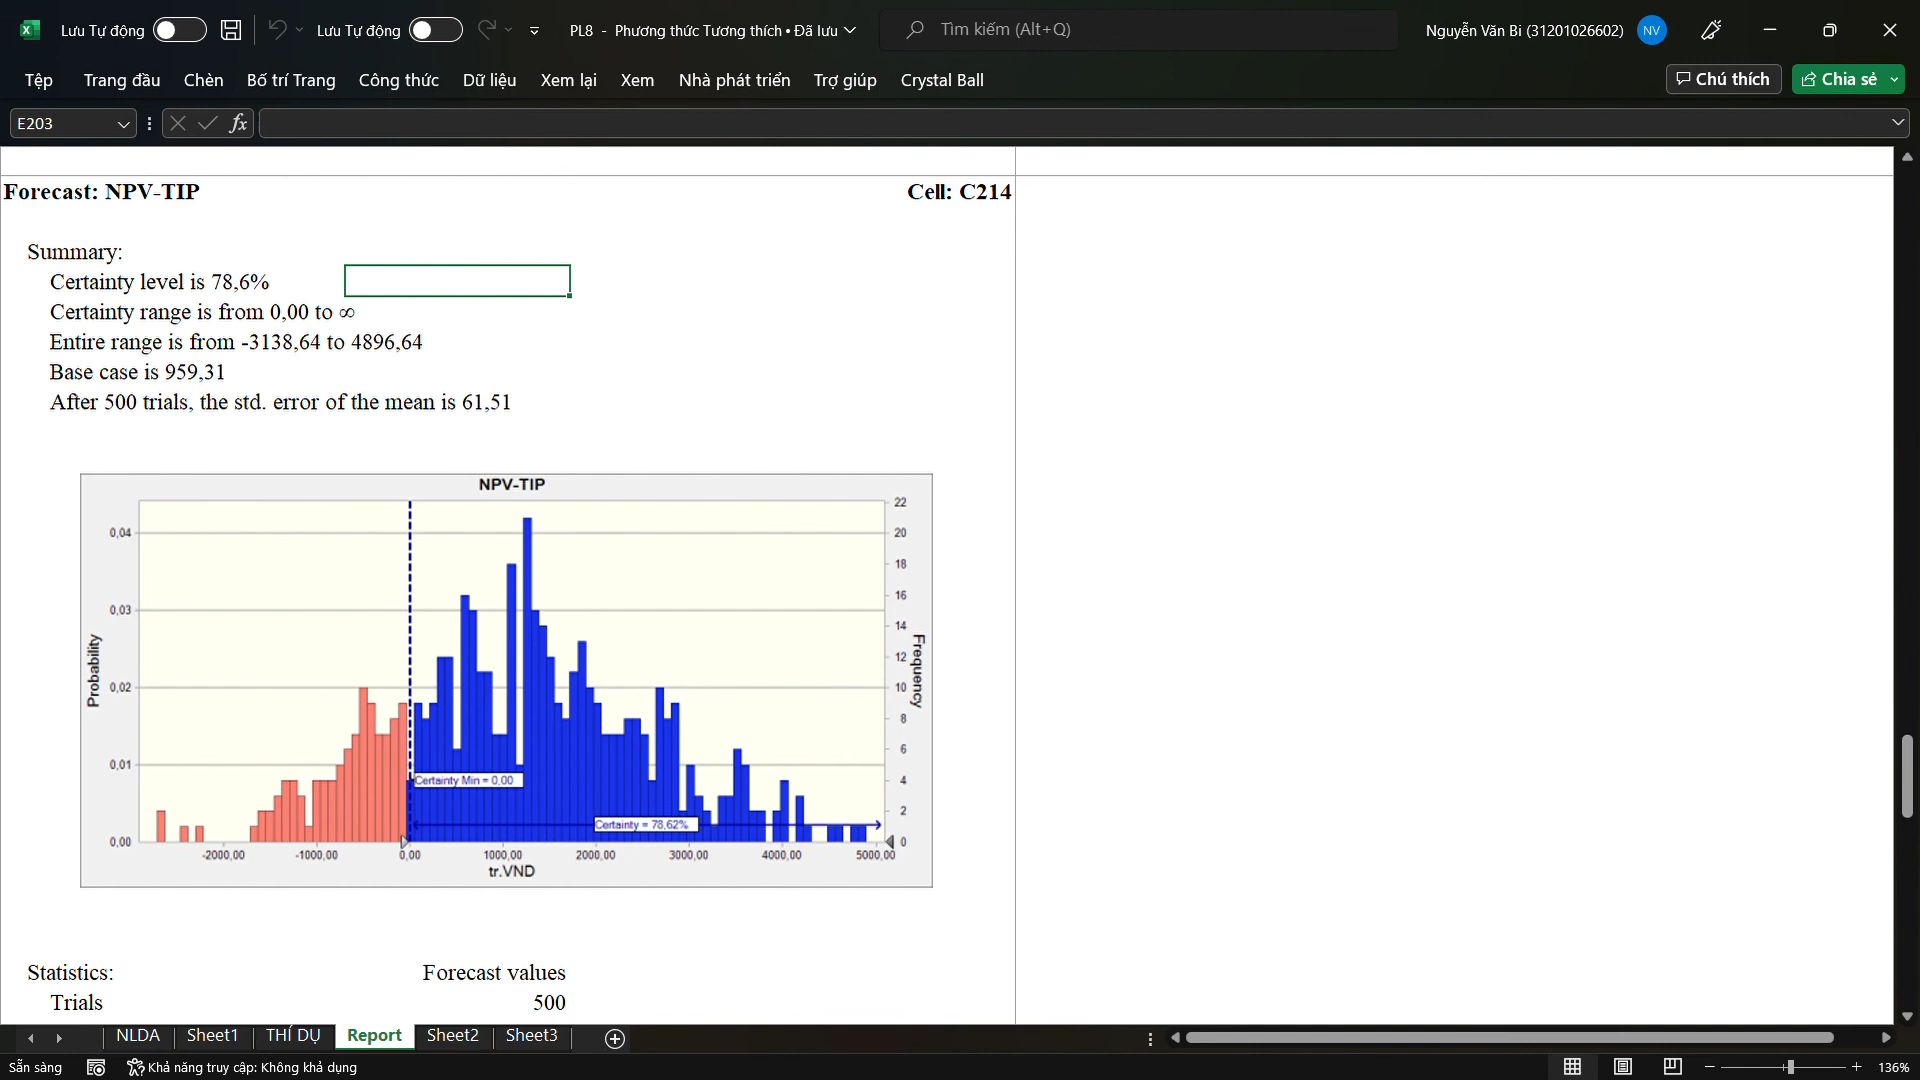 Lưu Tự động
Lưu Tự động
PL8 - Phương thức Tương thích • Đã lưu
Tìm kiếm (Alt+Q)
Nguyễn Văn Bi (31201026602)
NV
Tệp Trang đầu Chèn Bố trí Trang Công thức Dữ liệu Xem lại Xem Nhà phát triển Trợ giúp Crystal Ball
Chú thích
Chia sẻ
E203
fx
Forecast: NPV-TIP Cell: C214
Summary:
Certainty level is 78,6%
Certainty range is from 0,00 to ∞
Entire range is from -3138,64 to 4896,64
Base case is 959,31
After 500 trials, the std. error of the mean is 61,51
NPV-TIP
Probability
0,04
0,03
0,02
0,01
0,00
22
20
18
16
14
12
10
8
6
4
2
0
Frequency
Certainty Min = 0,00
Certainty = 78,62%
-2000,00 -1000,00 0,00 1000,00 2000,00 3000,00 4000,00 5000,00
tr.VND
Statistics: Forecast values
Trials 500
NLDA Sheet1 THÍ DỤ Report Sheet2 Sheet3
Sẵn sàng
Khả năng truy cập: Không khả dụng
136%